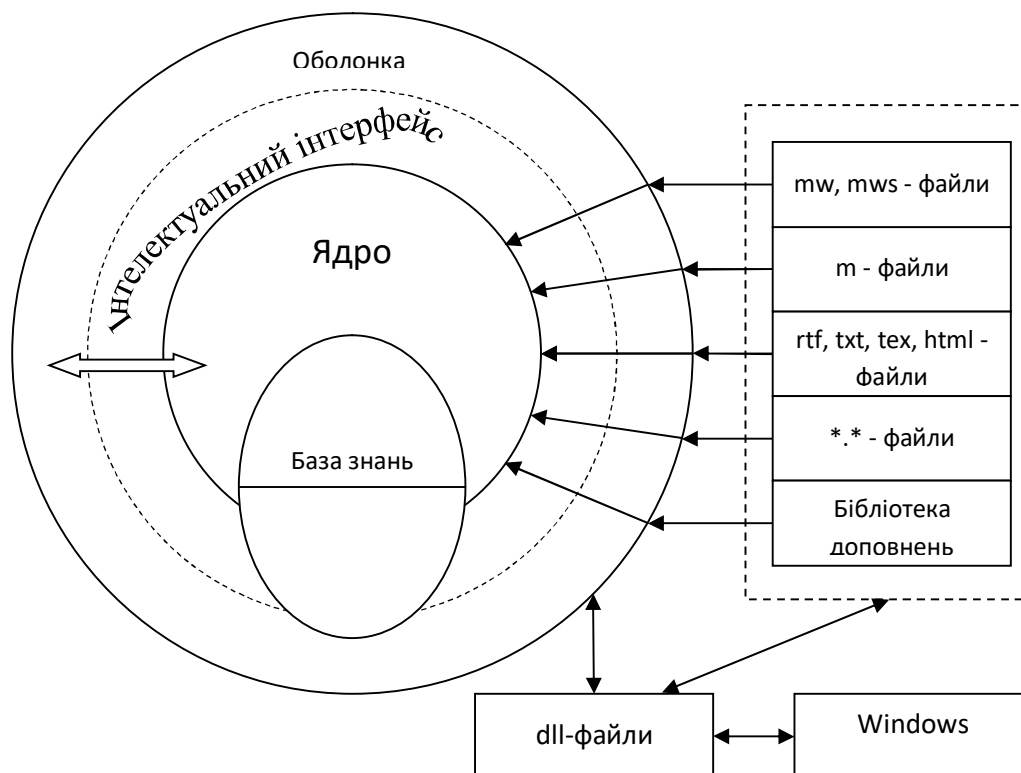 Оболонка
Інтелектуальний інтерфейс
Ядро
База знань
mw, mws - файли
m - файли
rtf, txt, tex, html -
файли
*.* - файли
Бібліотека
доповнень
dll-файли
Windows